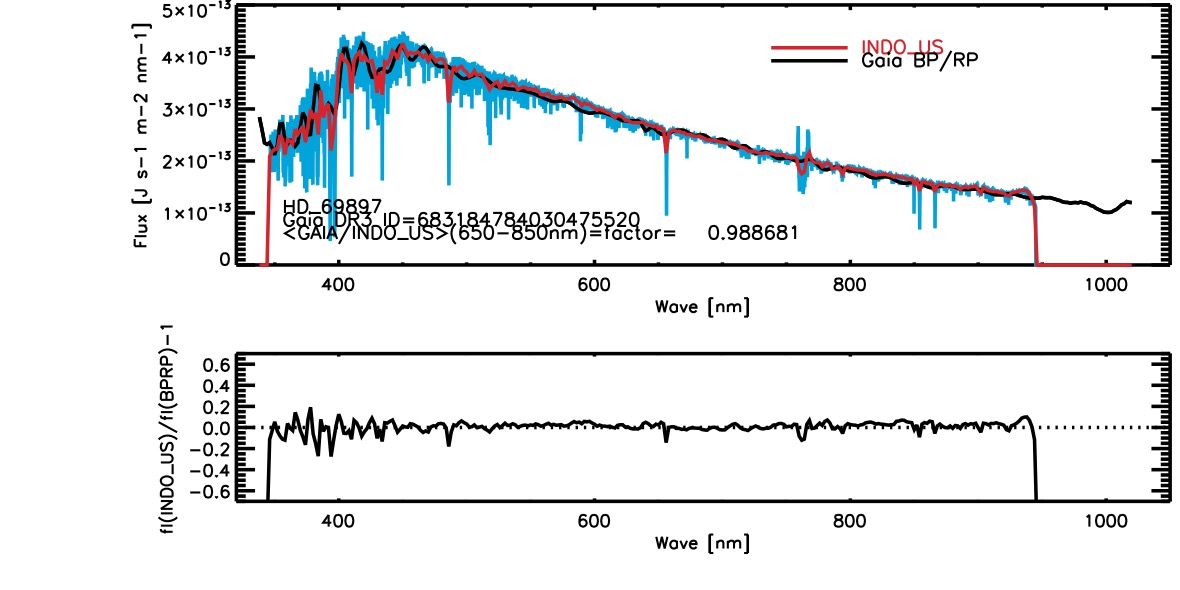 5×10−13
4×10−13
3×10−13
2×10−13
1×10−13
0
Flux [J s−1 m−2 nm−1]
INDO_US
Gaia BP/RP
HD_69897
Gaia DR3 ID=683184784030475520
<GAIA/INDO_US>(650−850nm)=factor= 0.988681
400 600 800 1000
Wave [nm]
fl(INDO_US)/fl(BPRP)−1
0.6
0.4
0.2
0.0
−0.2
−0.4
−0.6
400 600 800 1000
Wave [nm]